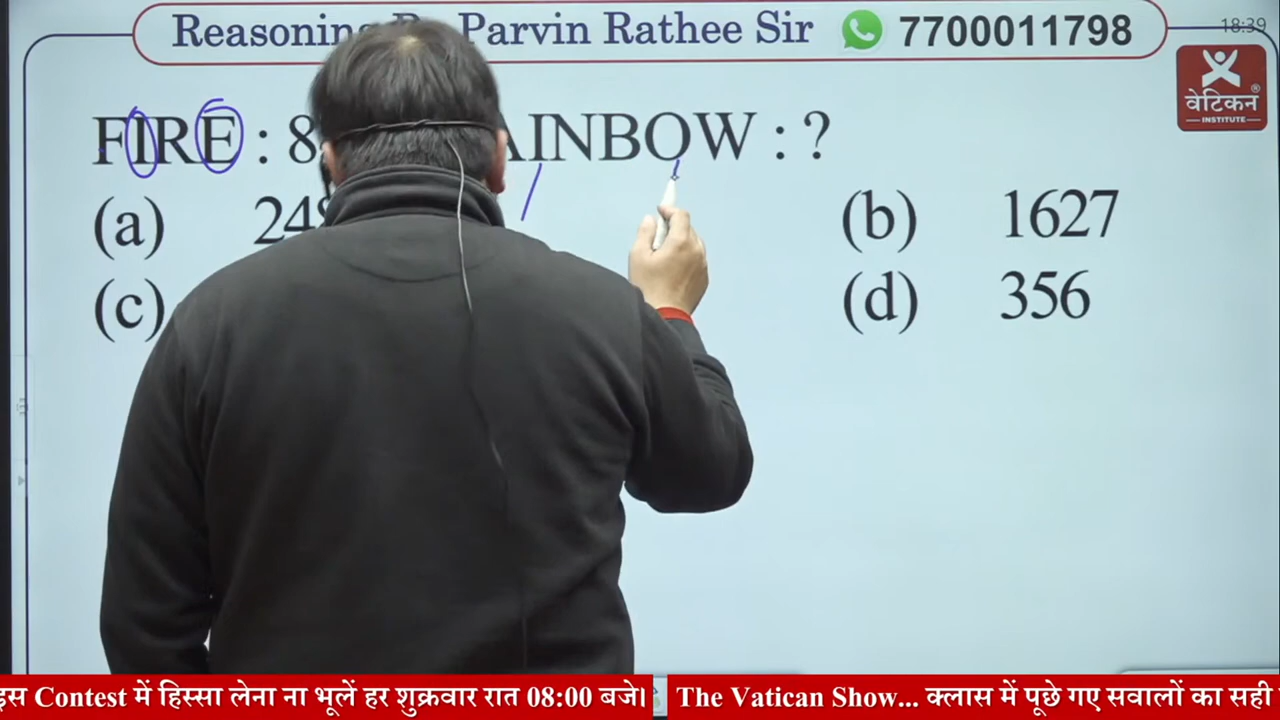 Reasoning Parvin Rathee Sir 7700011798
18:39
वेटिकन
INSTITUTE
FIRE : 8 AINBOW : ?
(a) 24 (b) 1627
(c) (d) 356
इस Contest में हिस्सा लेना ना भूलें हर शुक्रवार रात 08:00 बजे। The Vatican Show... क्लास में पूछे गए सवालों का सही